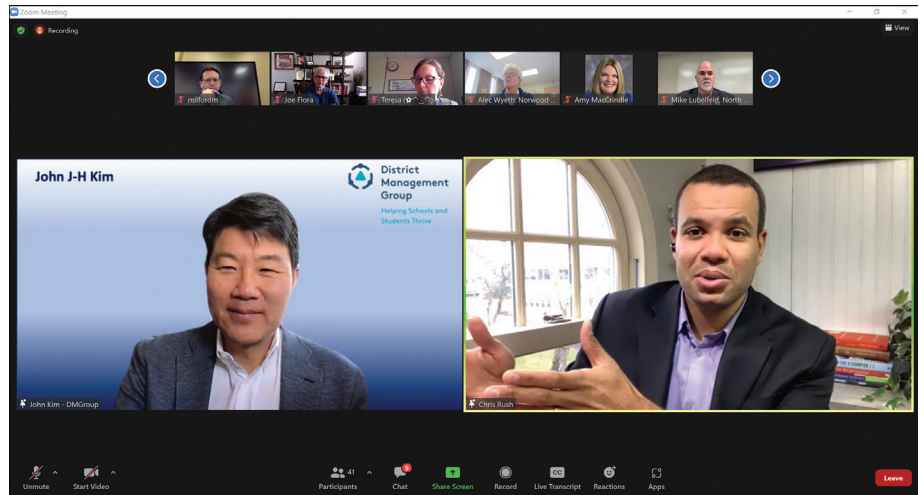 Zoom Meeting
Recording
View
milfordm
Joe Flora
Teresa
Alec Wyeth: Norwood ...
Amy MacCrindle
Mike Lubelfeld, North ...
John J-H Kim
District
Management
Group
Helping Schools and
Students Thrive
John Kim - DMGroup
Chris Rush
Unmute
Start Video
41
Participants
9
Chat
Share Screen
Record
CC
Live Transcript
Reactions
Apps
Leave